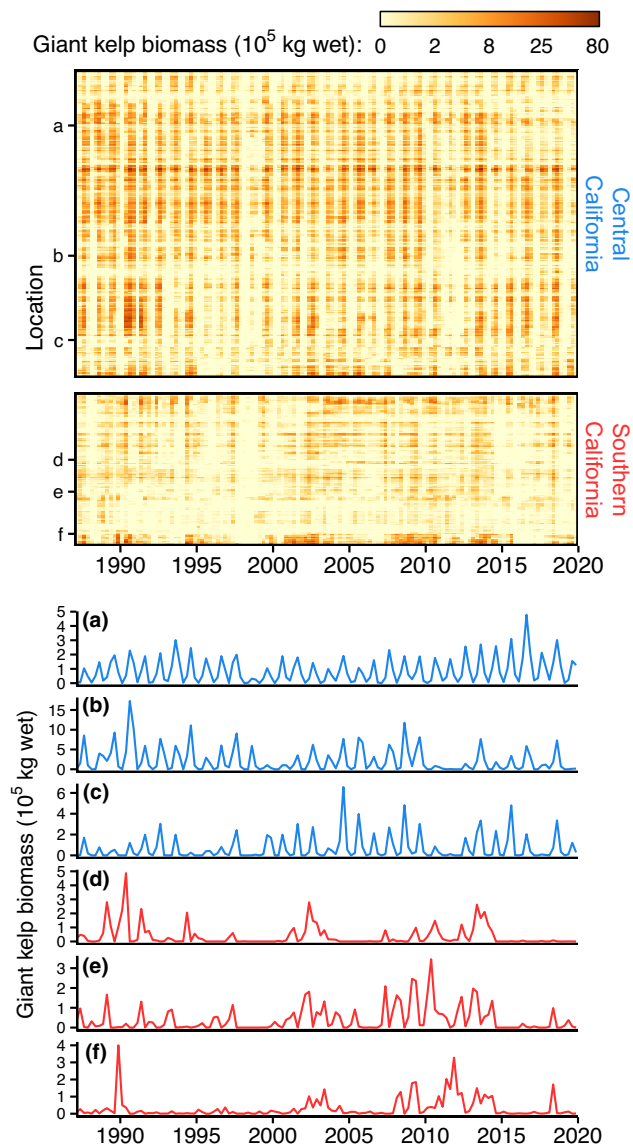 Giant kelp biomass (10⁵ kg wet):
0 2 8 25 80
Location
a
b
c
Central
California
d
e
f
Southern
California
1990 1995 2000 2005 2010 2015 2020
Giant kelp biomass (10⁵ kg wet)
(a)
5
4
3
2
1
0
(b)
15
10
5
0
(c)
6
4
2
0
(d)
5
4
3
2
1
0
(e)
3
2
1
0
(f)
4
3
2
1
0
1990 1995 2000 2005 2010 2015 2020